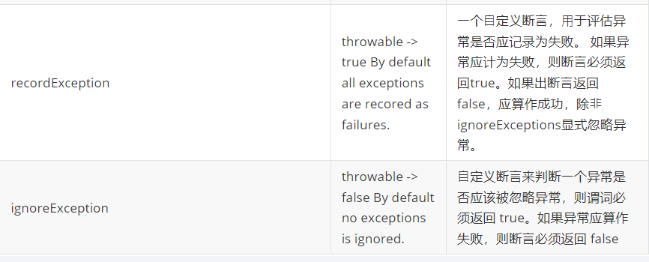 recordException
throwable ->
true By default
all exceptions
are recored as
failures.
一个自定义断言，用于评估异
常是否应记录为失败。 如果异
常应计为失败，则断言必须返
回true。如果出断言返回
false，应算作成功，除非
ignoreExceptions显式忽略异
常。
ignoreException
throwable ->
false By default
no exceptions
is ignored.
自定义断言来判断一个异常是
否应该被忽略异常，则谓词必
须返回 true。如果异常应算作
失败，则断言必须返回 false